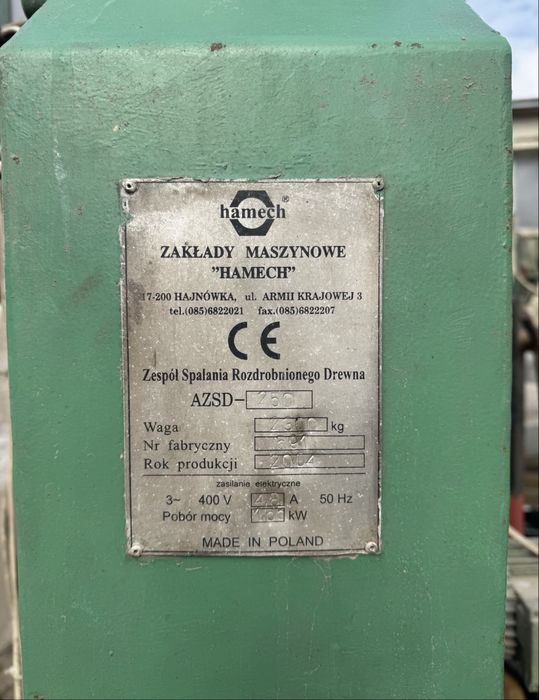 hamech®
ZAKŁADY MASZYNOWE
"HAMECH"
17-200 HAJNÓWKA, ul. ARMII KRAJOWEJ 3
tel.(085)6822021 fax.(085)6822207
CE
Zespół Spalania Rozdrobnionego Drewna
AZSD-
Waga 2500 kg
Nr fabryczny
Rok produkcji 2004
zasilanie elektryczne
3~ 400 V A 50 Hz
Pobór mocy kW
MADE IN POLAND